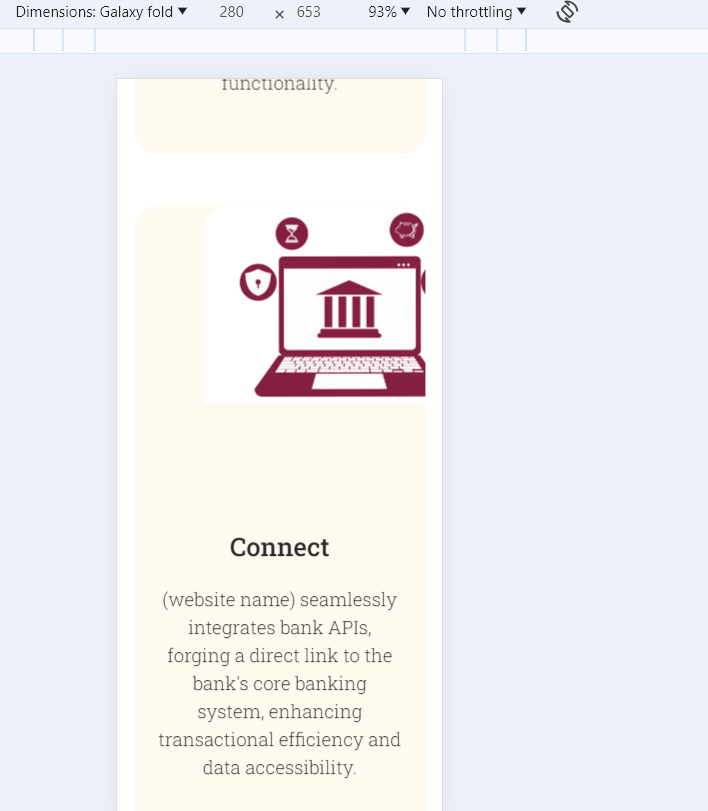 Dimensions: Galaxy fold ▼ 280 × 653 93% ▼ No throttling ▼
functionality.
Connect
(website name) seamlessly
integrates bank APIs,
forging a direct link to the
bank's core banking
system, enhancing
transactional efficiency and
data accessibility.